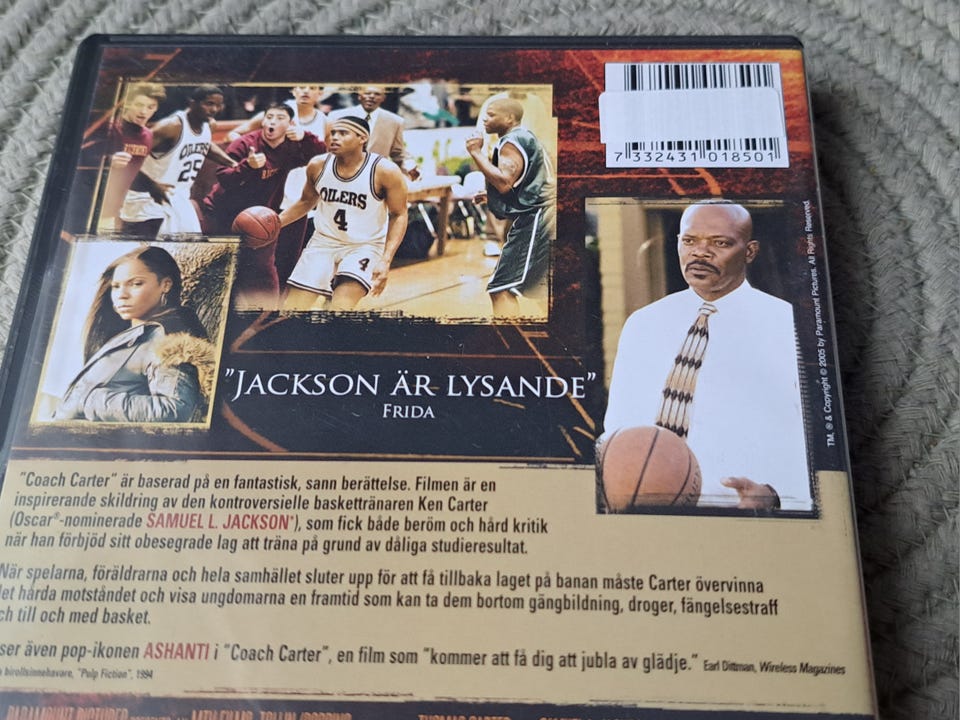 OILERS
25
OILERS
4
4
7 332431 018501
TM, ® & Copyright © 2005 by Paramount Pictures. All Rights Reserved.
"JACKSON ÄR LYSANDE"
FRIDA
"Coach Carter" är baserad på en fantastisk, sann berättelse. Filmen är en
inspirerande skildring av den kontroversielle baskettränaren Ken Carter
(Oscar®-nominerade SAMUEL L. JACKSON*), som fick både beröm och hård kritik
när han förbjöd sitt obesegrade lag att träna på grund av dåliga studieresultat.
När spelarna, föräldrarna och hela samhället sluter upp för att få tillbaka laget på banan måste Carter övervinna
det hårda motståndet och visa ungdomarna en framtid som kan ta dem bortom gängbildning, droger, fängelsestraff
och till och med basket.
ser även pop-ikonen ASHANTI i "Coach Carter", en film som "kommer att få dig att jubla av glädje." Earl Dittman, Wireless Magazines
birollsinnehavare, "Pulp Fiction", 1994
PARAMOUNT PICTURES